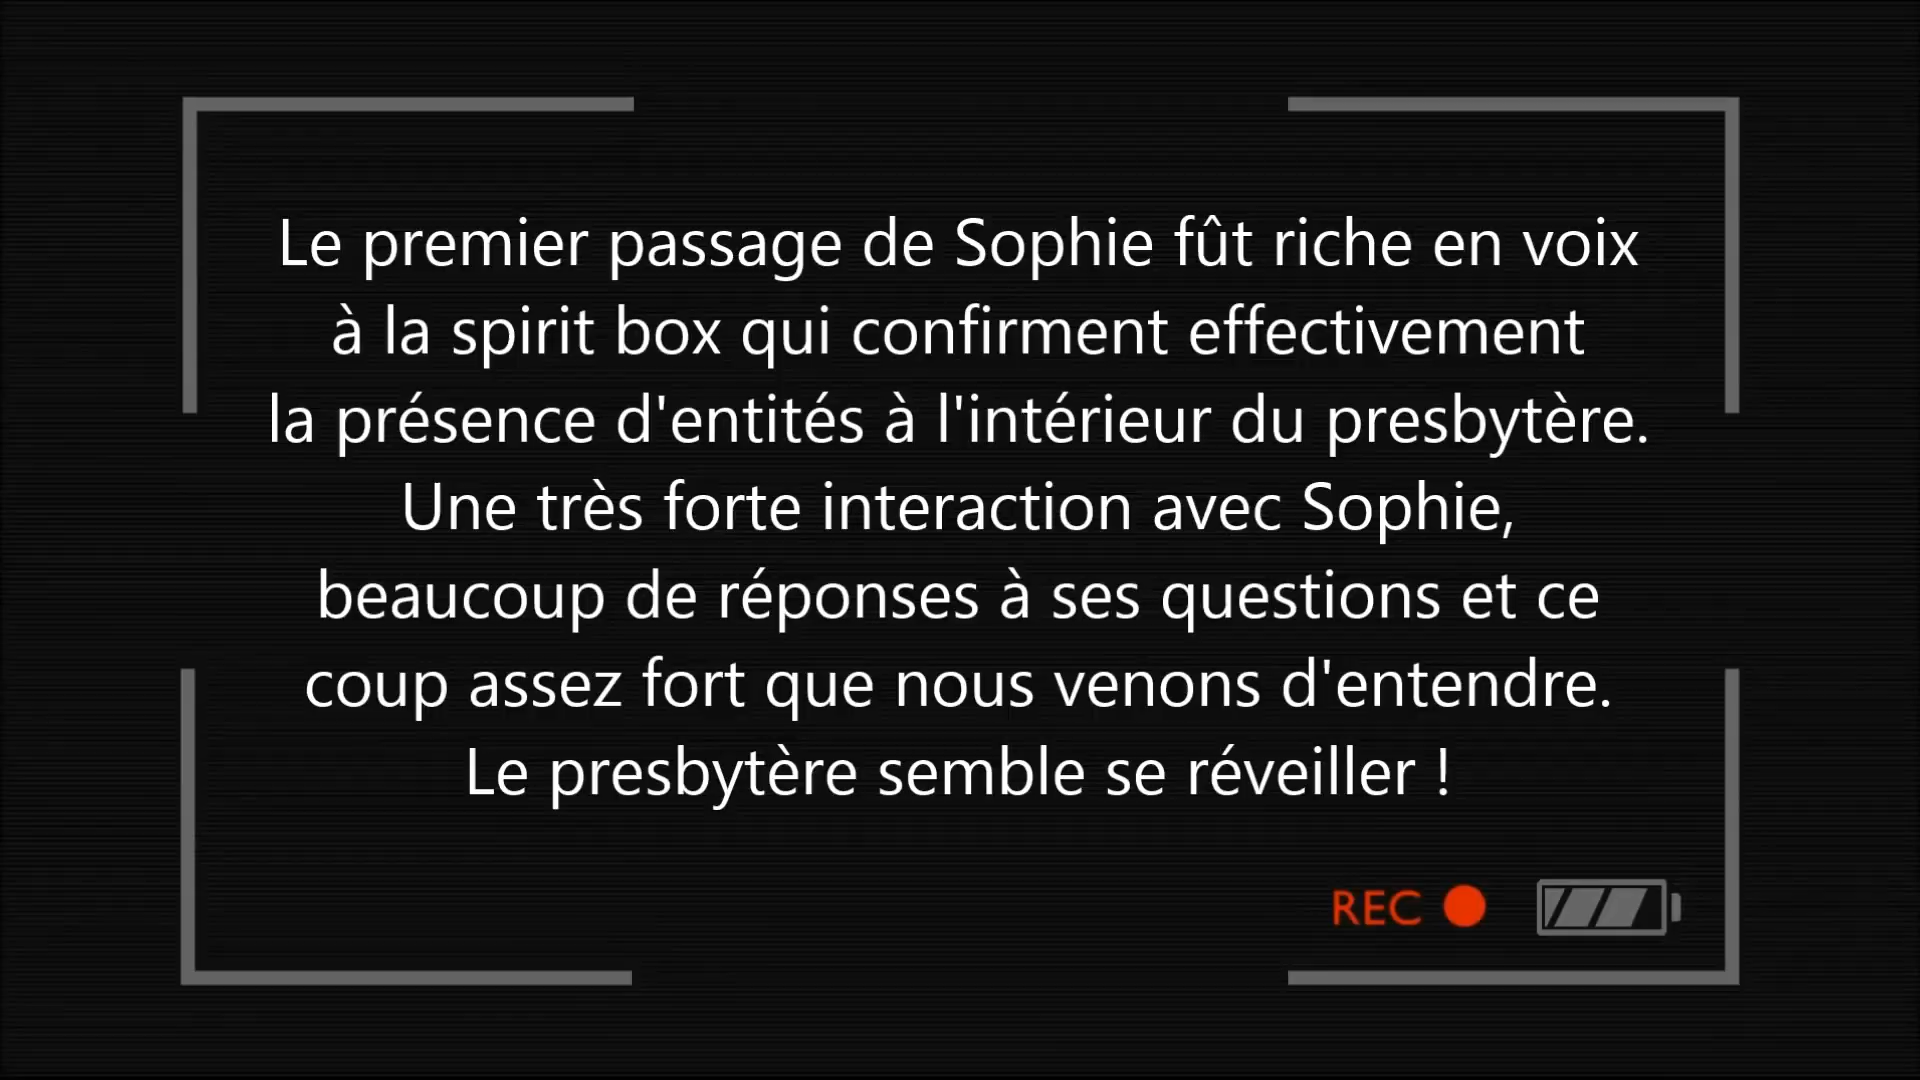 Le premier passage de Sophie fût riche en voix
à la spirit box qui confirment effectivement
la présence d'entités à l'intérieur du presbytère.
Une très forte interaction avec Sophie,
beaucoup de réponses à ses questions et ce
coup assez fort que nous venons d'entendre.
Le presbytère semble se réveiller !
REC